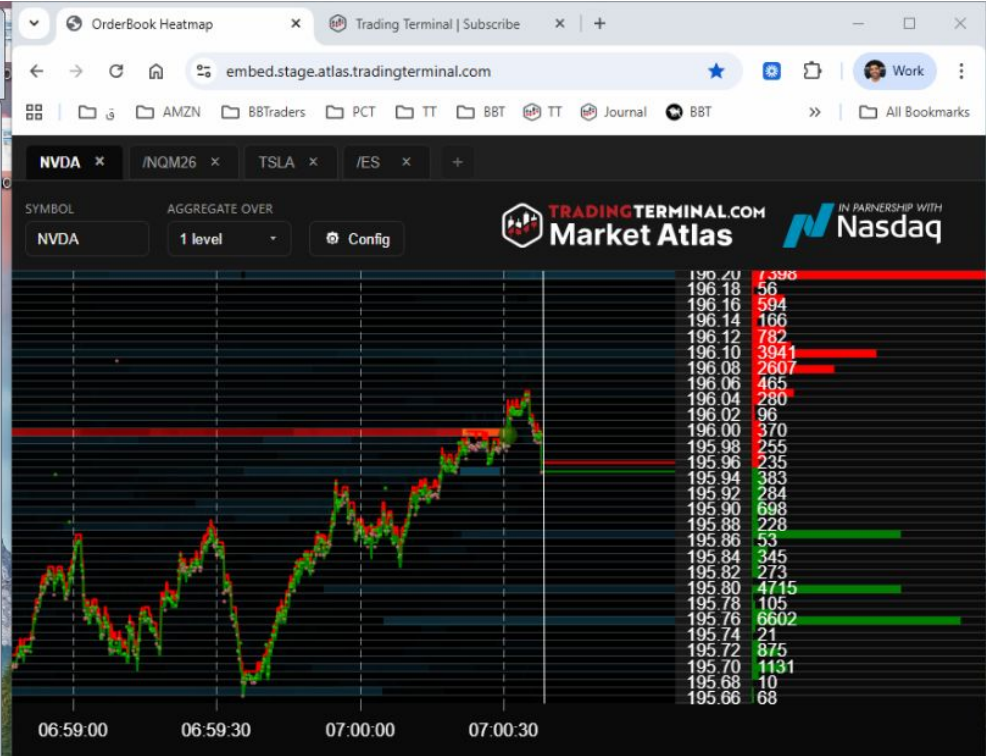 OrderBook Heatmap
Trading Terminal | Subscribe
embed.stage.atlas.tradingterminal.com
Work
ق
AMZN
BBTraders
PCT
TT
BBT
TT
Journal
BBT
All Bookmarks
NVDA
/NQM26
TSLA
/ES
SYMBOL
AGGREGATE OVER
NVDA
1 level
Config
TRADINGTERMINAL.COM
Market Atlas
IN PARNERSHIP WITH
Nasdaq
196.20 7398
196.18 56
196.16 594
196.14 166
196.12 782
196.10 3941
196.08 2607
196.06 465
196.04 280
196.02 96
196.00 370
195.98 255
195.96 235
195.94 383
195.92 284
195.90 698
195.88 228
195.86 53
195.84 345
195.82 273
195.80 4715
195.78 105
195.76 6602
195.74 21
195.72 875
195.70 1131
195.68 10
195.66 68
06:59:00
06:59:30
07:00:00
07:00:30